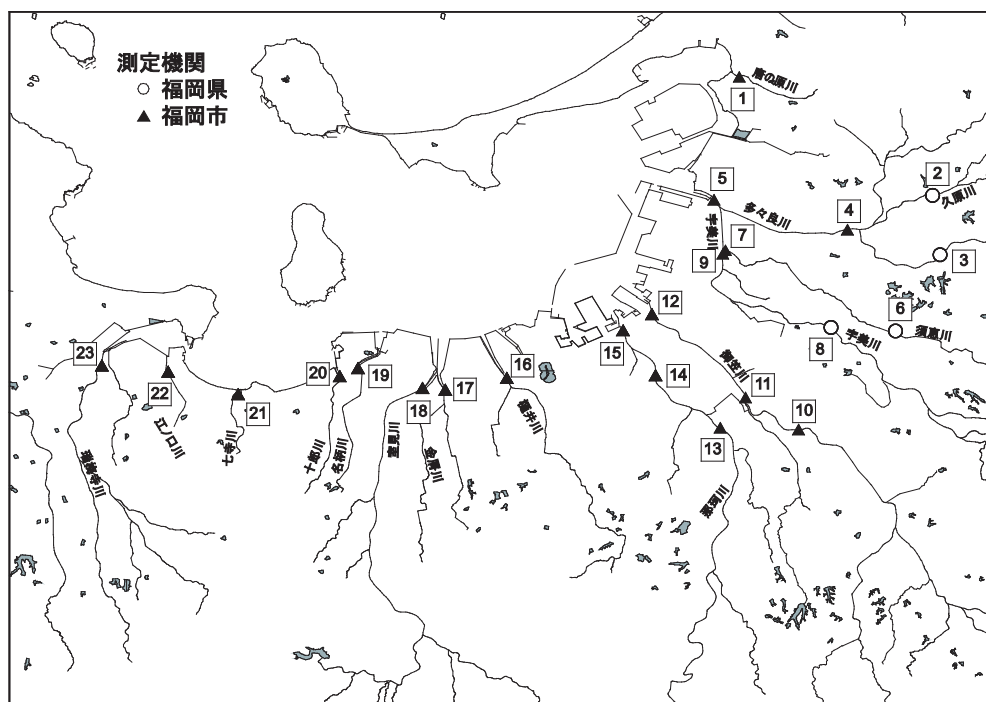 測定機関
福岡県
福岡市
唐の原川
1
2
久原川
5
多々良川
4
宇美川
7
3
9
6
須恵川
12
宇美川
8
15
御笠川
23
16
20
19
14
11
22
17
10
21
18
樋井川
13
江ノ口川
七寺川
十郎川
名柄川
室見川
金屑川
瑞梅寺川
那珂川